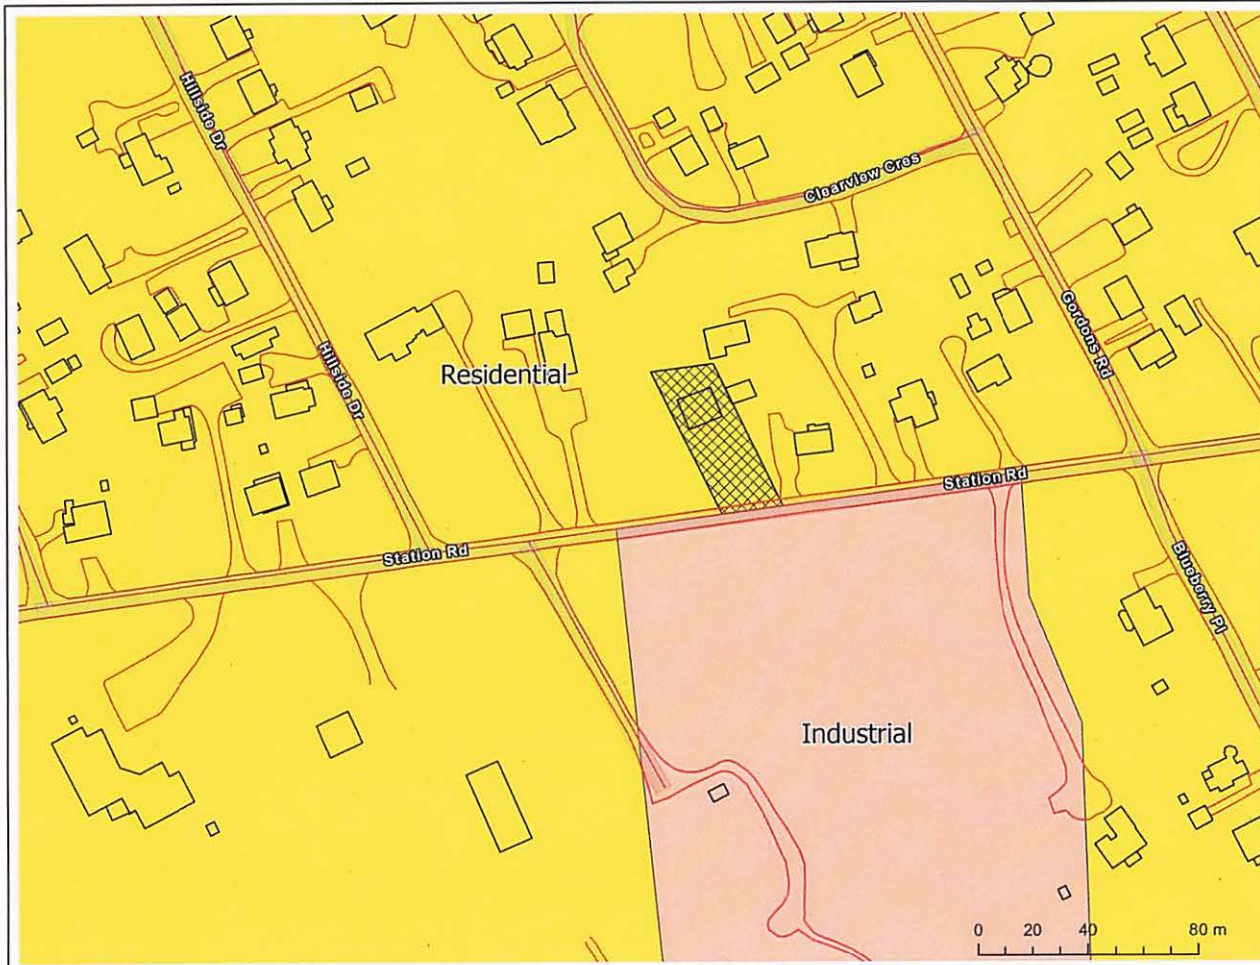 Hillside Dr
Clearview Cres
Gordons Rd
Hillside Dr
Residential
Station Rd
Station Rd
Blueberry Pl
Industrial
0 20 40 80 m